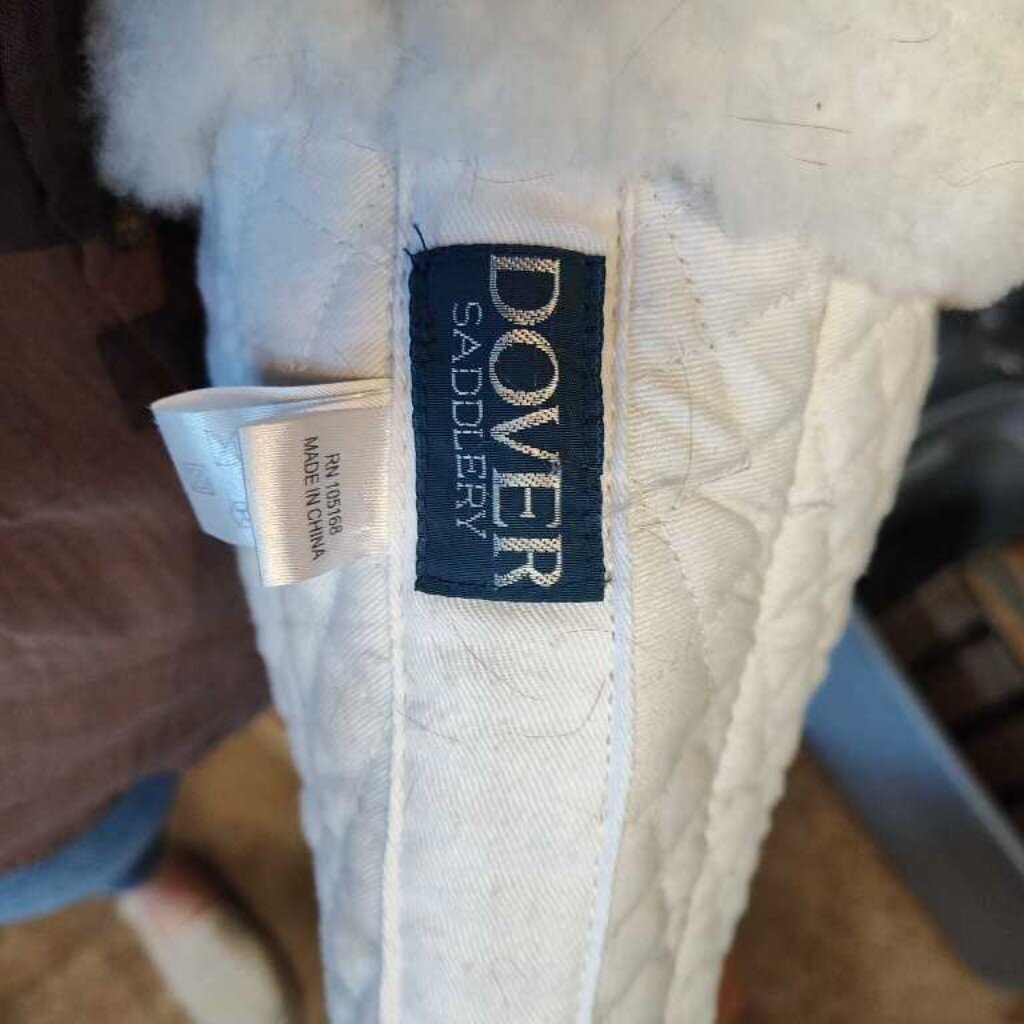 DOVER
SADDLERY
RN 105168
MADE IN CHINA